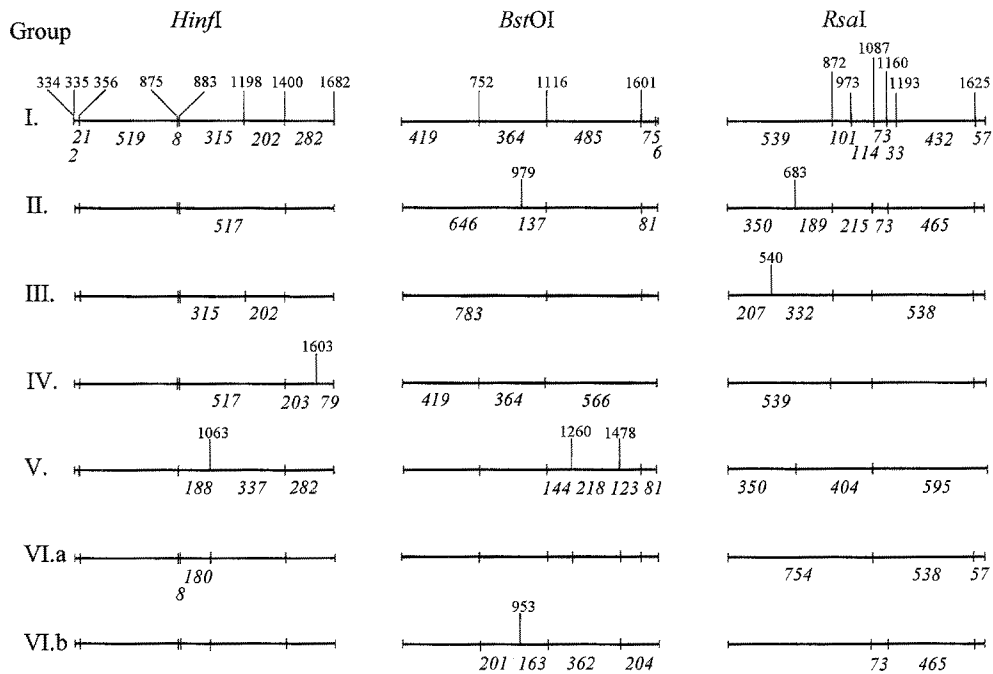 HinfI BstOI RsaI
Group
1087
334 335 356 875 883 1198 1400 1682 752 1116 1601 872 1160
973 1193 1625
I.
21 519 8 315 202 282 419 364 485 75 539 101 73 432 57
2 6 114 33
979 683
II.
517 646 137 81 350 189 215 73 465
540
III.
315 202 783 207 332 538
1603
IV.
517 203 79 419 364 566 539
1063 1260 1478
V.
188 337 282 144 218 123 81 350 404 595
VI.a
180 754 538 57
8
953
VI.b
201 163 362 204 73 465